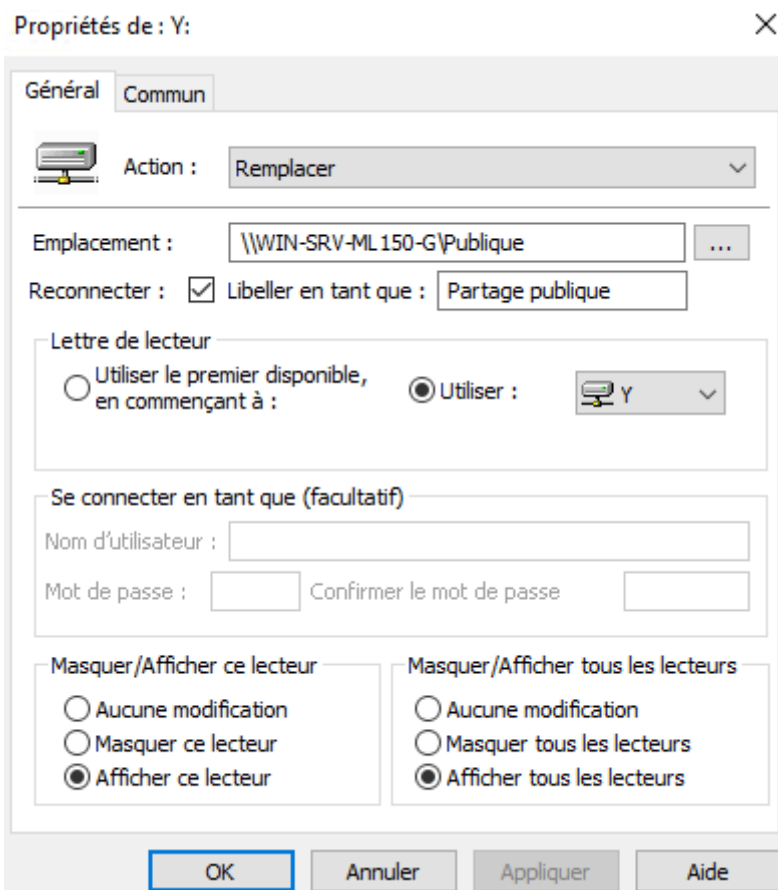 Propriétés de : Y:
Général Commun
Action : Remplacer
Emplacement : \\WIN-SRV-ML150-G\Publique ...
Reconnecter : Libeller en tant que : Partage publique
Lettre de lecteur
Utiliser le premier disponible,
en commençant à :
Utiliser : Y
Se connecter en tant que (facultatif)
Nom d'utilisateur :
Mot de passe : Confirmer le mot de passe
Masquer/Afficher ce lecteur
Aucune modification
Masquer ce lecteur
Afficher ce lecteur
Masquer/Afficher tous les lecteurs
Aucune modification
Masquer tous les lecteurs
Afficher tous les lecteurs
OK Annuler Appliquer Aide